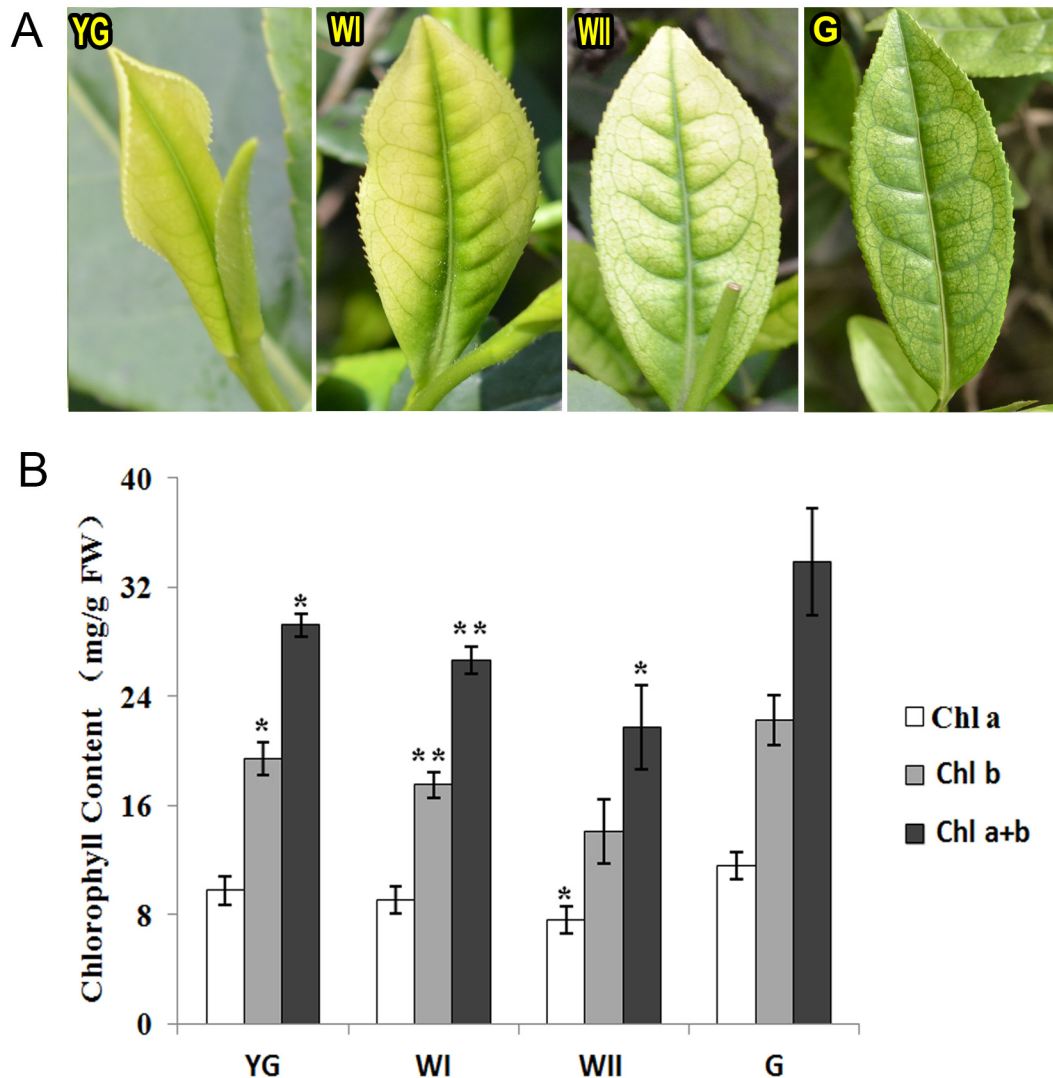 A
YG
WI
WII
G
B
Chlorophyll Content (mg/g FW)
40
32
24
16
8
0
*
*
**
**
*
*
*
YG
WI
WII
G
Chl a
Chl b
Chl a+b